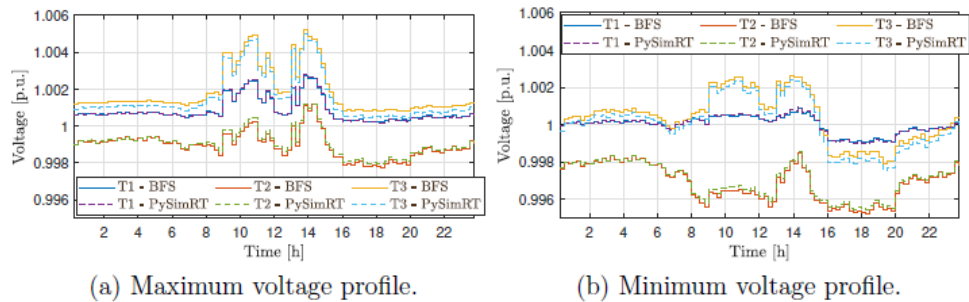 1.006
1.004
1.002
1
0.998
0.996
Voltage [p.u.]
T1 - BFS T2 - BFS T3 - BFS
T1 - PySimRT T2 - PySimRT T3 - PySimRT
2 4 6 8 10 12 14 16 18 20 22
Time [h]
(a) Maximum voltage profile.
1.006
1.004
1.002
1
0.998
0.996
Voltage [p.u.]
T1 - BFS T2 - BFS T3 - BFS
T1 - PySimRT T2 - PySimRT T3 - PySimRT
2 4 6 8 10 12 14 16 18 20 22
Time [h]
(b) Minimum voltage profile.